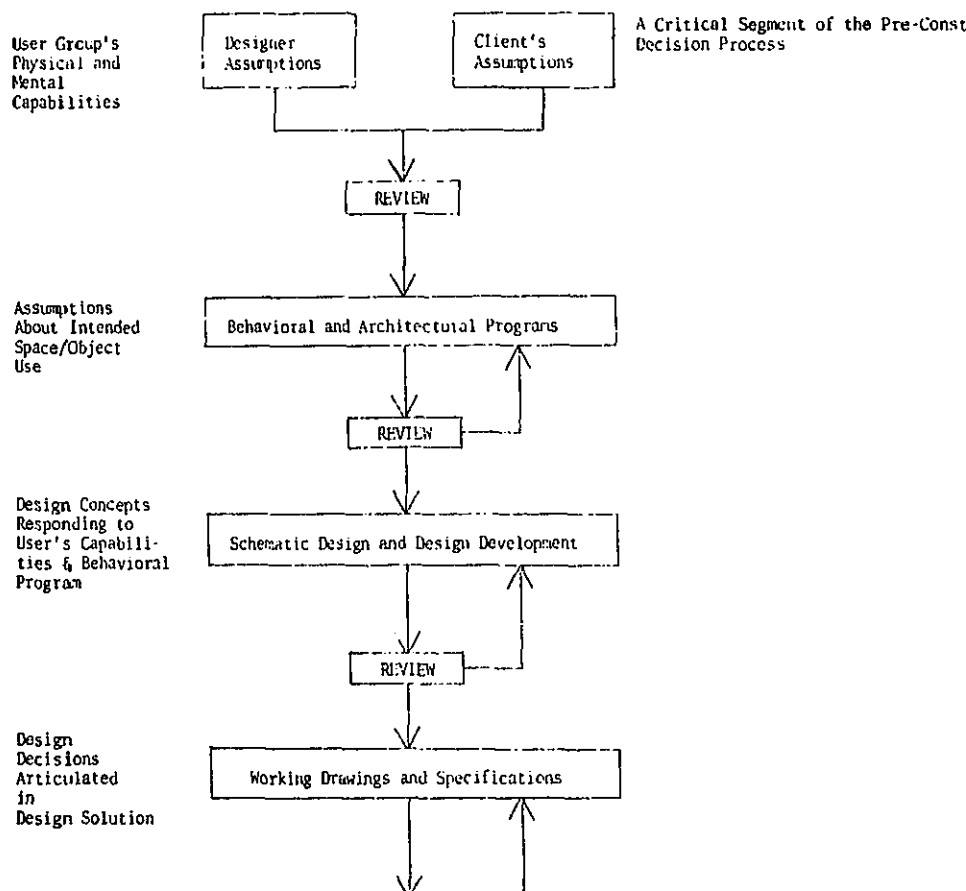 User Group's
Physical and
Mental
Capabilities
Designer
Assumptions
Client's
Assumptions
A Critical Segment of the Pre-Const
Decision Process
REVIEW
Assumptions
About Intended
Space/Object
Use
Behavioral and Architectural Programs
REVIEW
Design Concepts
Responding to
User's Capabili-
ties & Behavioral
Program
Schematic Design and Design Development
REVIEW
Design
Decisions
Articulated
in
Design Solution
Working Drawings and Specifications